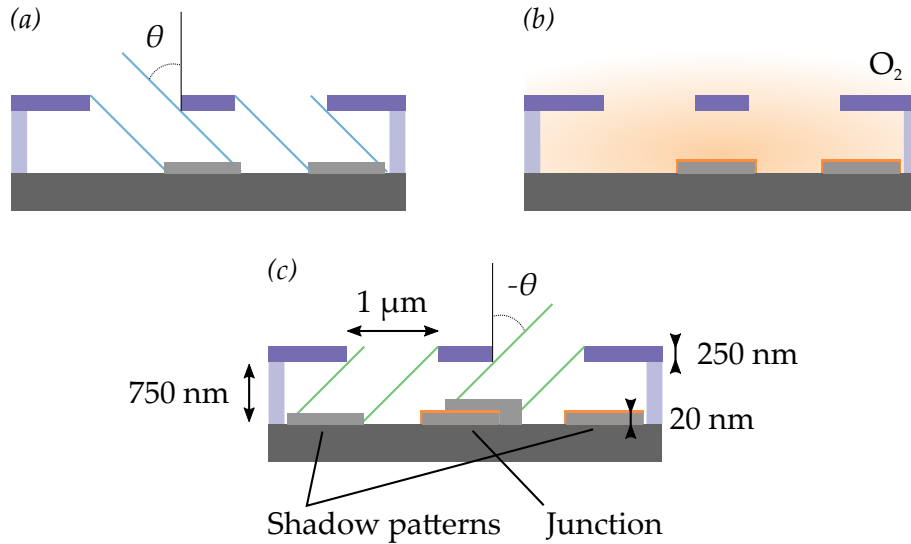 (a)
θ
(b)
O₂
(c)
-θ
1 μm
750 nm
250 nm
20 nm
Shadow patterns
Junction